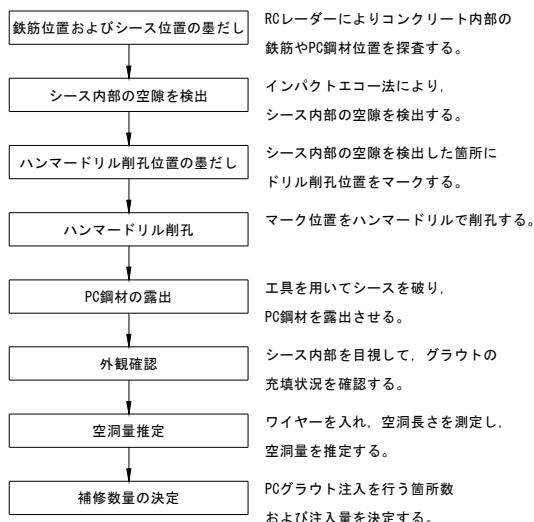 鉄筋位置およびシース位置の墨だし
RCレーダーによりコンクリート内部の
鉄筋やPC鋼材位置を探査する。
シース内部の空隙を検出
インパクトエコー法により，
シース内部の空隙を検出する。
ハンマードリル削孔位置の墨だし
シース内部の空隙を検出した箇所に
ドリル削孔位置をマークする。
ハンマードリル削孔
マーク位置をハンマードリルで削孔する。
PC鋼材の露出
工具を用いてシースを破り，
PC鋼材を露出させる。
外観確認
シース内部を目視して，グラウトの
充填状況を確認する。
空洞量推定
ワイヤーを入れ，空洞長さを測定し，
空洞量を推定する。
補修数量の決定
PCグラウト注入を行う箇所数
および注入量を決定する。